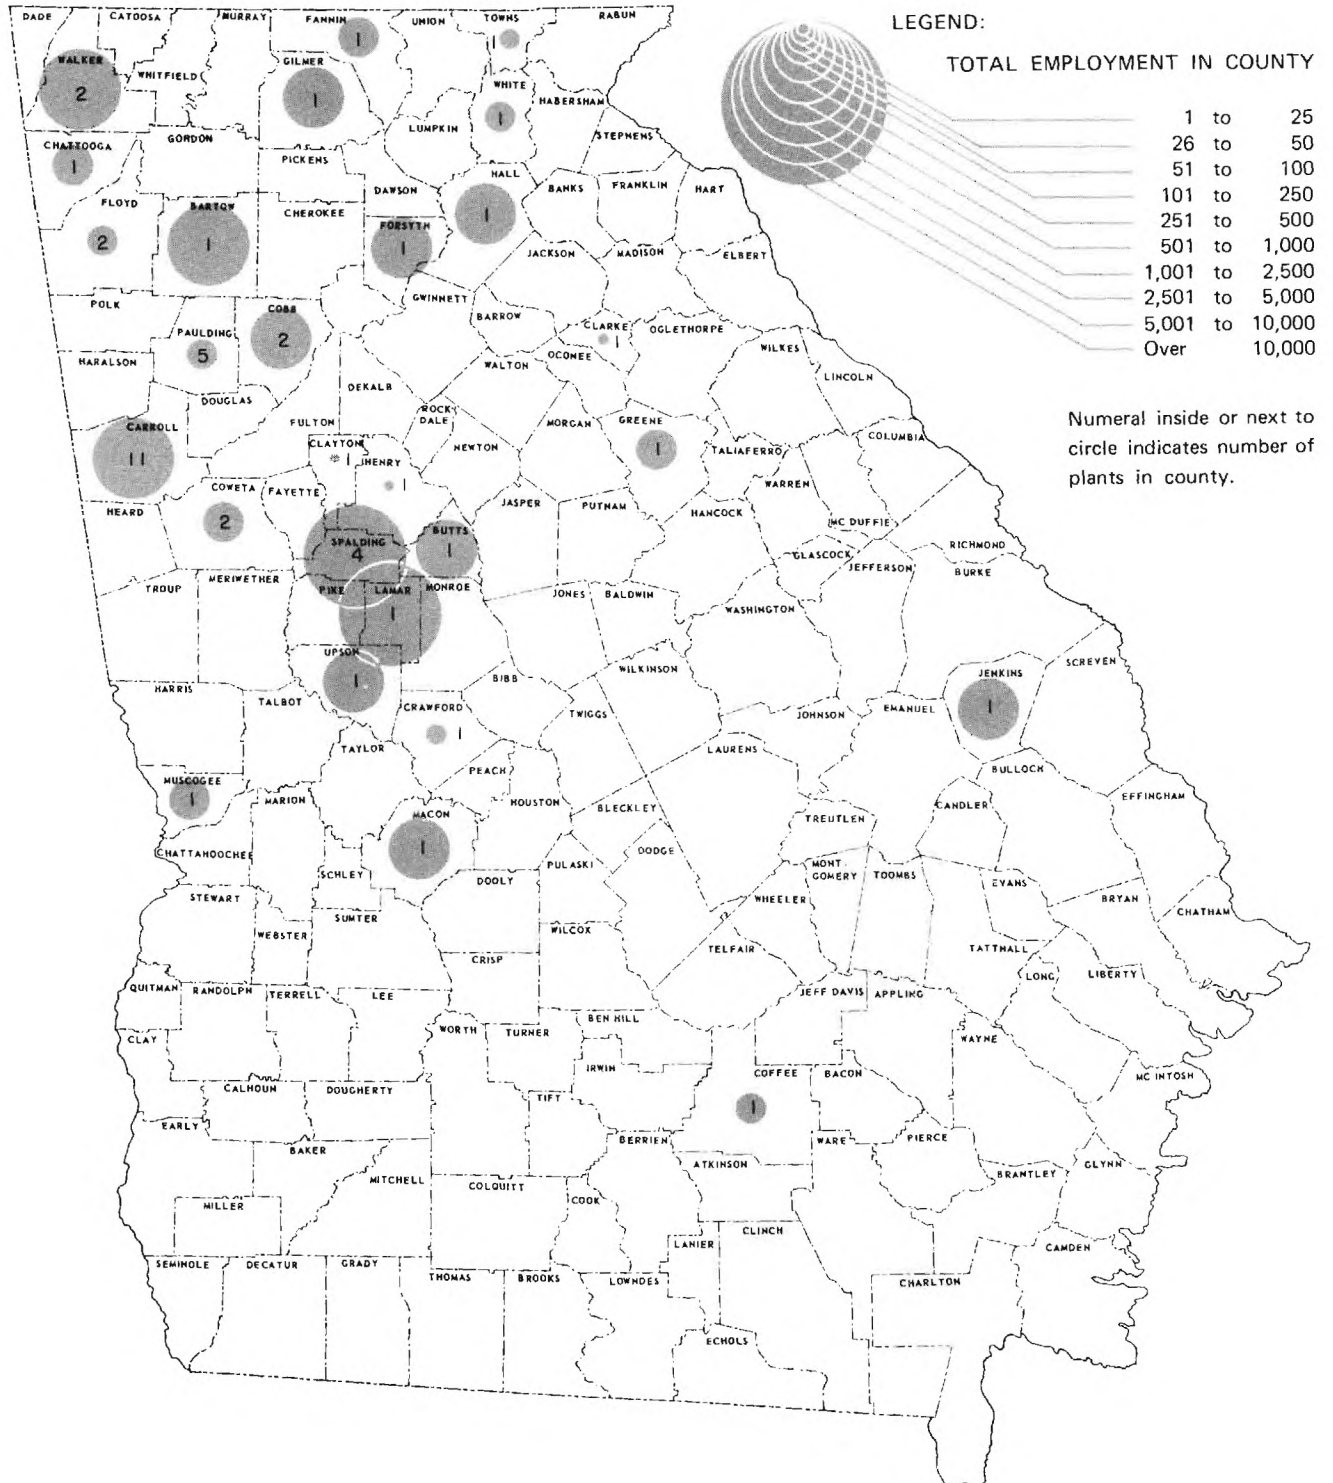 LEGEND:
TOTAL EMPLOYMENT IN COUNTY
1 to 25
26 to 50
51 to 100
101 to 250
251 to 500
501 to 1,000
1,001 to 2,500
2,501 to 5,000
5,001 to 10,000
Over 10,000
Numeral inside or next to
circle indicates number of
plants in county.
DADE
CATOOSA
MURRAY
FANNIN
1
UNION
TOWNS
1
RABUN
WALKER
2
WHITFIELD
GILMER
1
WHITE
1
HABERSHAM
LUMPKIN
STEPHENS
CHATTOOGA
1
GORDON
PICKENS
DAWSON
HALL
1
BANKS
FRANKLIN
HART
FLOYD
2
BARTOW
1
CHEROKEE
FORSYTH
1
JACKSON
MADISON
ELBERT
POLK
PAULDING
5
COBB
2
GWINNETT
BARROW
CLARKE
1
OGLETHORPE
WILKES
LINCOLN
HARALSON
DOUGLAS
DEKALB
WALTON
OCONEE
FULTON
ROCK
DALE
NEWTON
MORGAN
GREENE
1
TALIAFERRO
COLUMBIA
CARROLL
11
CLAYTON
1
HENRY
1
WARREN
MC DUFFIE
HEARD
COWETA
2
FAYETTE
SPALDING
4
BUTTS
1
JASPER
PUTNAM
HANCOCK
GLASCOCK
RICHMOND
BURKE
JEFFERSON
TROUP
MERIWETHER
PIKE
LAMAR
1
MONROE
JONES
BALDWIN
WASHINGTON
UPSON
1
BIBB
WILKINSON
JENKINS
1
SCREVEN
HARRIS
TALBOT
CRAWFORD
1
TWIGGS
JOHNSON
EMANUEL
TAYLOR
PEACH
LAURENS
BULLOCH
EFFINGHAM
MUSCOGEE
1
MARION
MACON
1
HOUSTON
BLECKLEY
TREUTLEN
CANDLER
CHATTAHOOCHEE
SCHLEY
DOOLY
PULASKI
DODGE
MONT-
GOMERY
TOOMBS
EVANS
BRYAN
CHATHAM
STEWART
WEBSTER
SUMTER
WILCOX
WHEELER
TELFAIR
TATTHALL
LONG
LIBERTY
CRISP
QUITMAN
RANDOLPH
TERRELL
LEE
JEFF DAVIS
APPLING
CLAY
WORTH
TURNER
BEN HILL
WAYNE
IRWIN
COFFEE
1
BACON
MC INTOSH
CALHOUN
DOUGHERTY
TIFT
EARLY
BAKER
BERRIEN
WARE
PIERCE
MITCHELL
COLQUITT
COOK
ATKINSON
BRANTLEY
GLYNN
MILLER
LANIER
CLINCH
CAMDEN
SEMINOLE
DECATUR
GRADY
THOMAS
BROOKS
LOWNDES
CHARLTON
ECHOLS